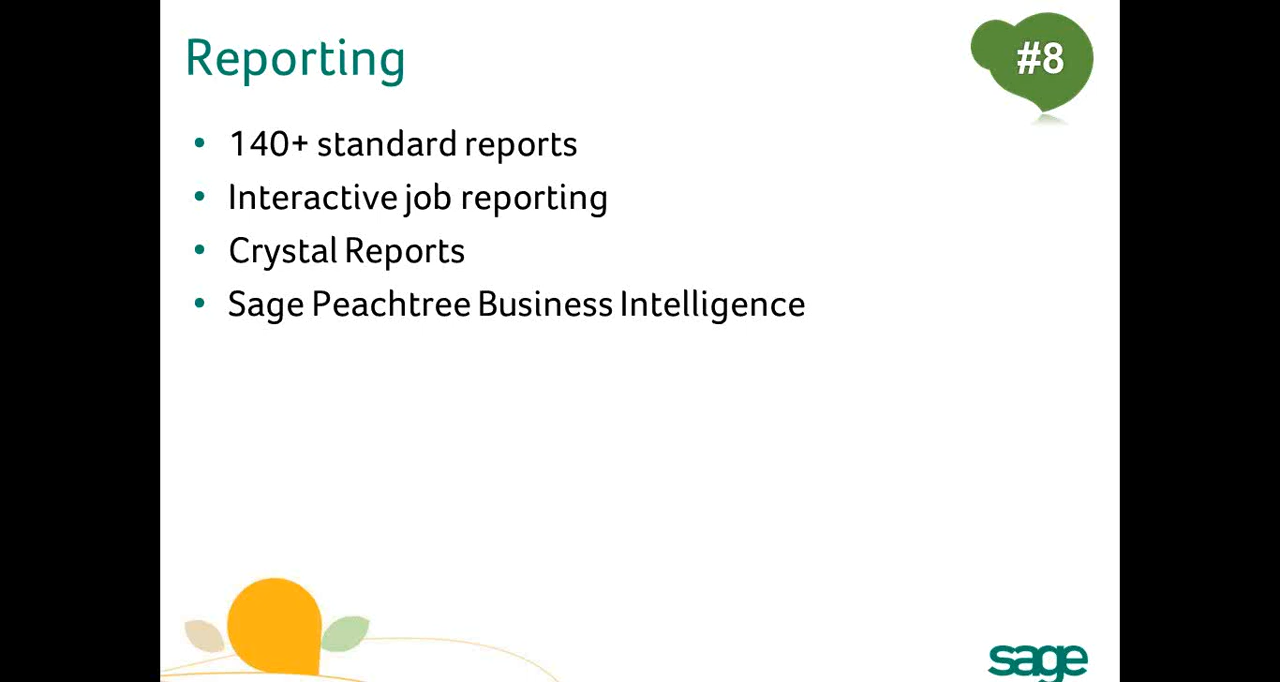 Reporting
#8
• 140+ standard reports
• Interactive job reporting
• Crystal Reports
• Sage Peachtree Business Intelligence
sage